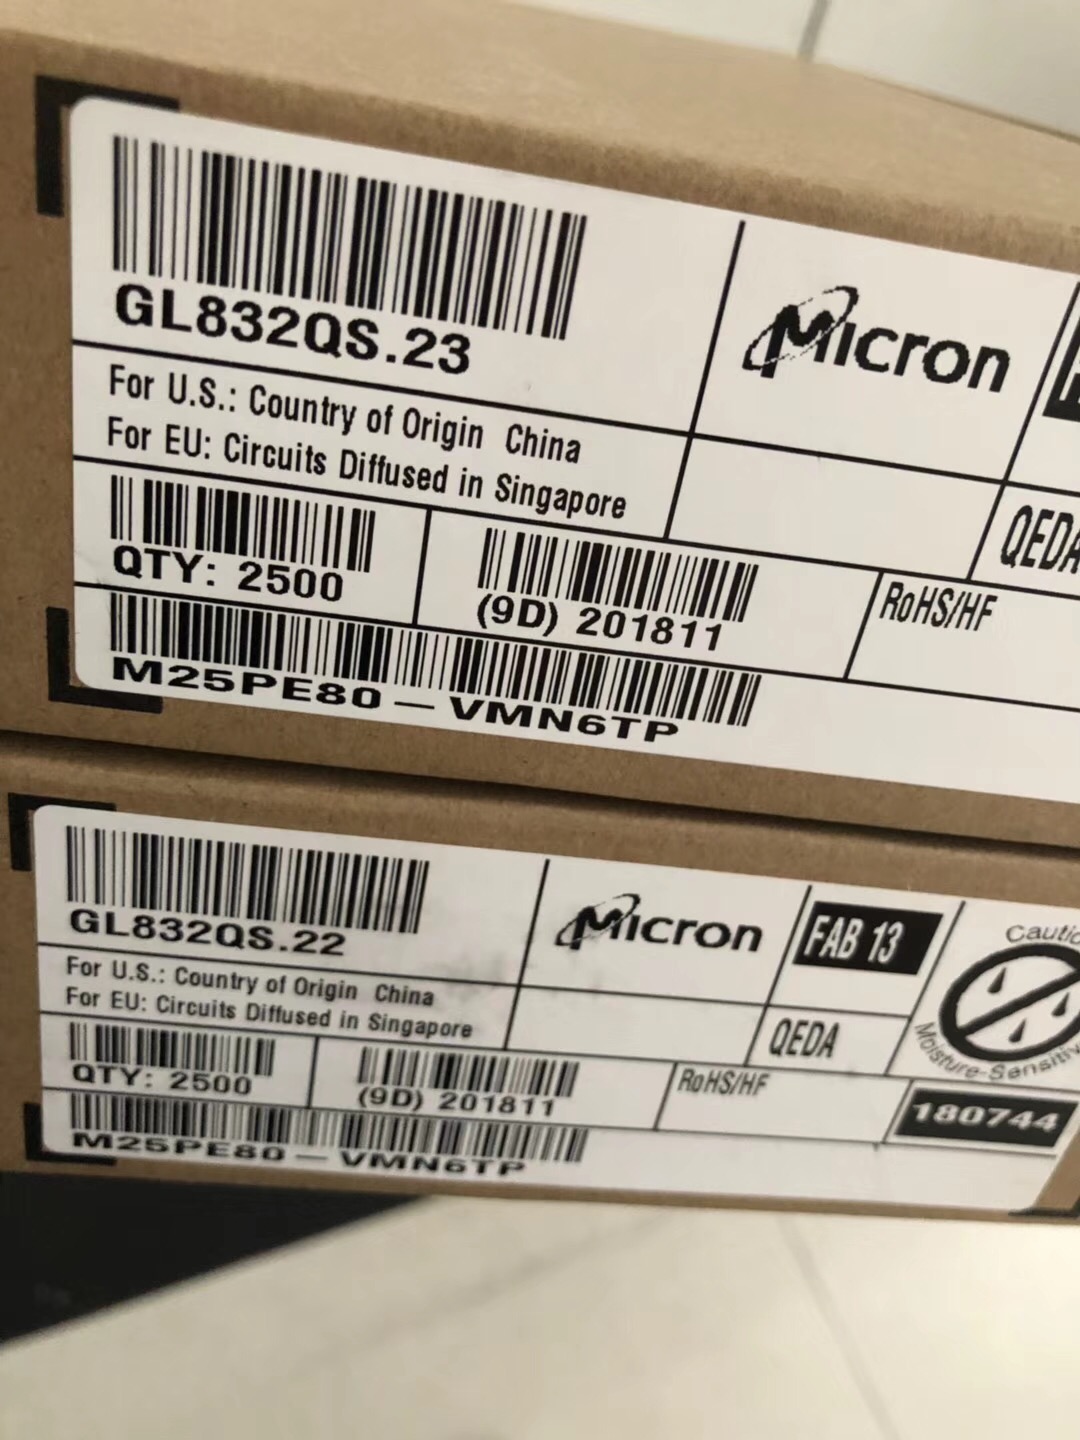 GL832QS.23
Micron
For U.S.: Country of Origin China
For EU: Circuits Diffused in Singapore
QEDA
QTY: 2500
(9D) 201811
RoHS/HF
M25PE80-VMN6TP
GL832QS.22
Micron
FAB 13
For U.S.: Country of Origin China
For EU: Circuits Diffused in Singapore
QEDA
Moisture-Sensitiv
Cautio
QTY: 2500
(9D) 201811
RoHS/HF
180744
M25PE80-VMN6TP